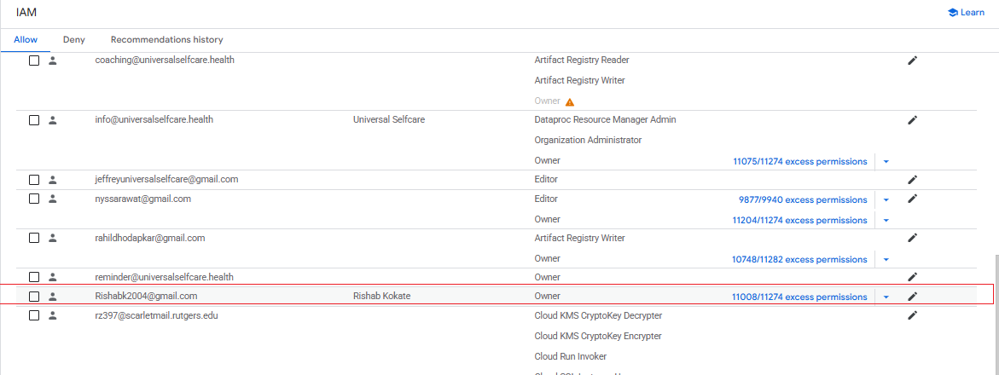 IAM
Learn
Allow Deny Recommendations history
coaching@universalselfcare.health Artifact Registry Reader
Artifact Registry Writer
Owner
info@universalselfcare.health Universal Selfcare Dataproc Resource Manager Admin
Organization Administrator
Owner 11075/11274 excess permissions
jeffreyuniversalselfcare@gmail.com Editor
nyssarawat@gmail.com Editor 9877/9940 excess permissions
Owner 11204/11274 excess permissions
rahildhodapkar@gmail.com Artifact Registry Writer
Owner 10748/11282 excess permissions
reminder@universalselfcare.health Owner
Rishabk2004@gmail.com Rishab Kokate Owner 11008/11274 excess permissions
rz397@scarletmail.rutgers.edu Cloud KMS CryptoKey Decrypter
Cloud KMS CryptoKey Encrypter
Cloud Run Invoker